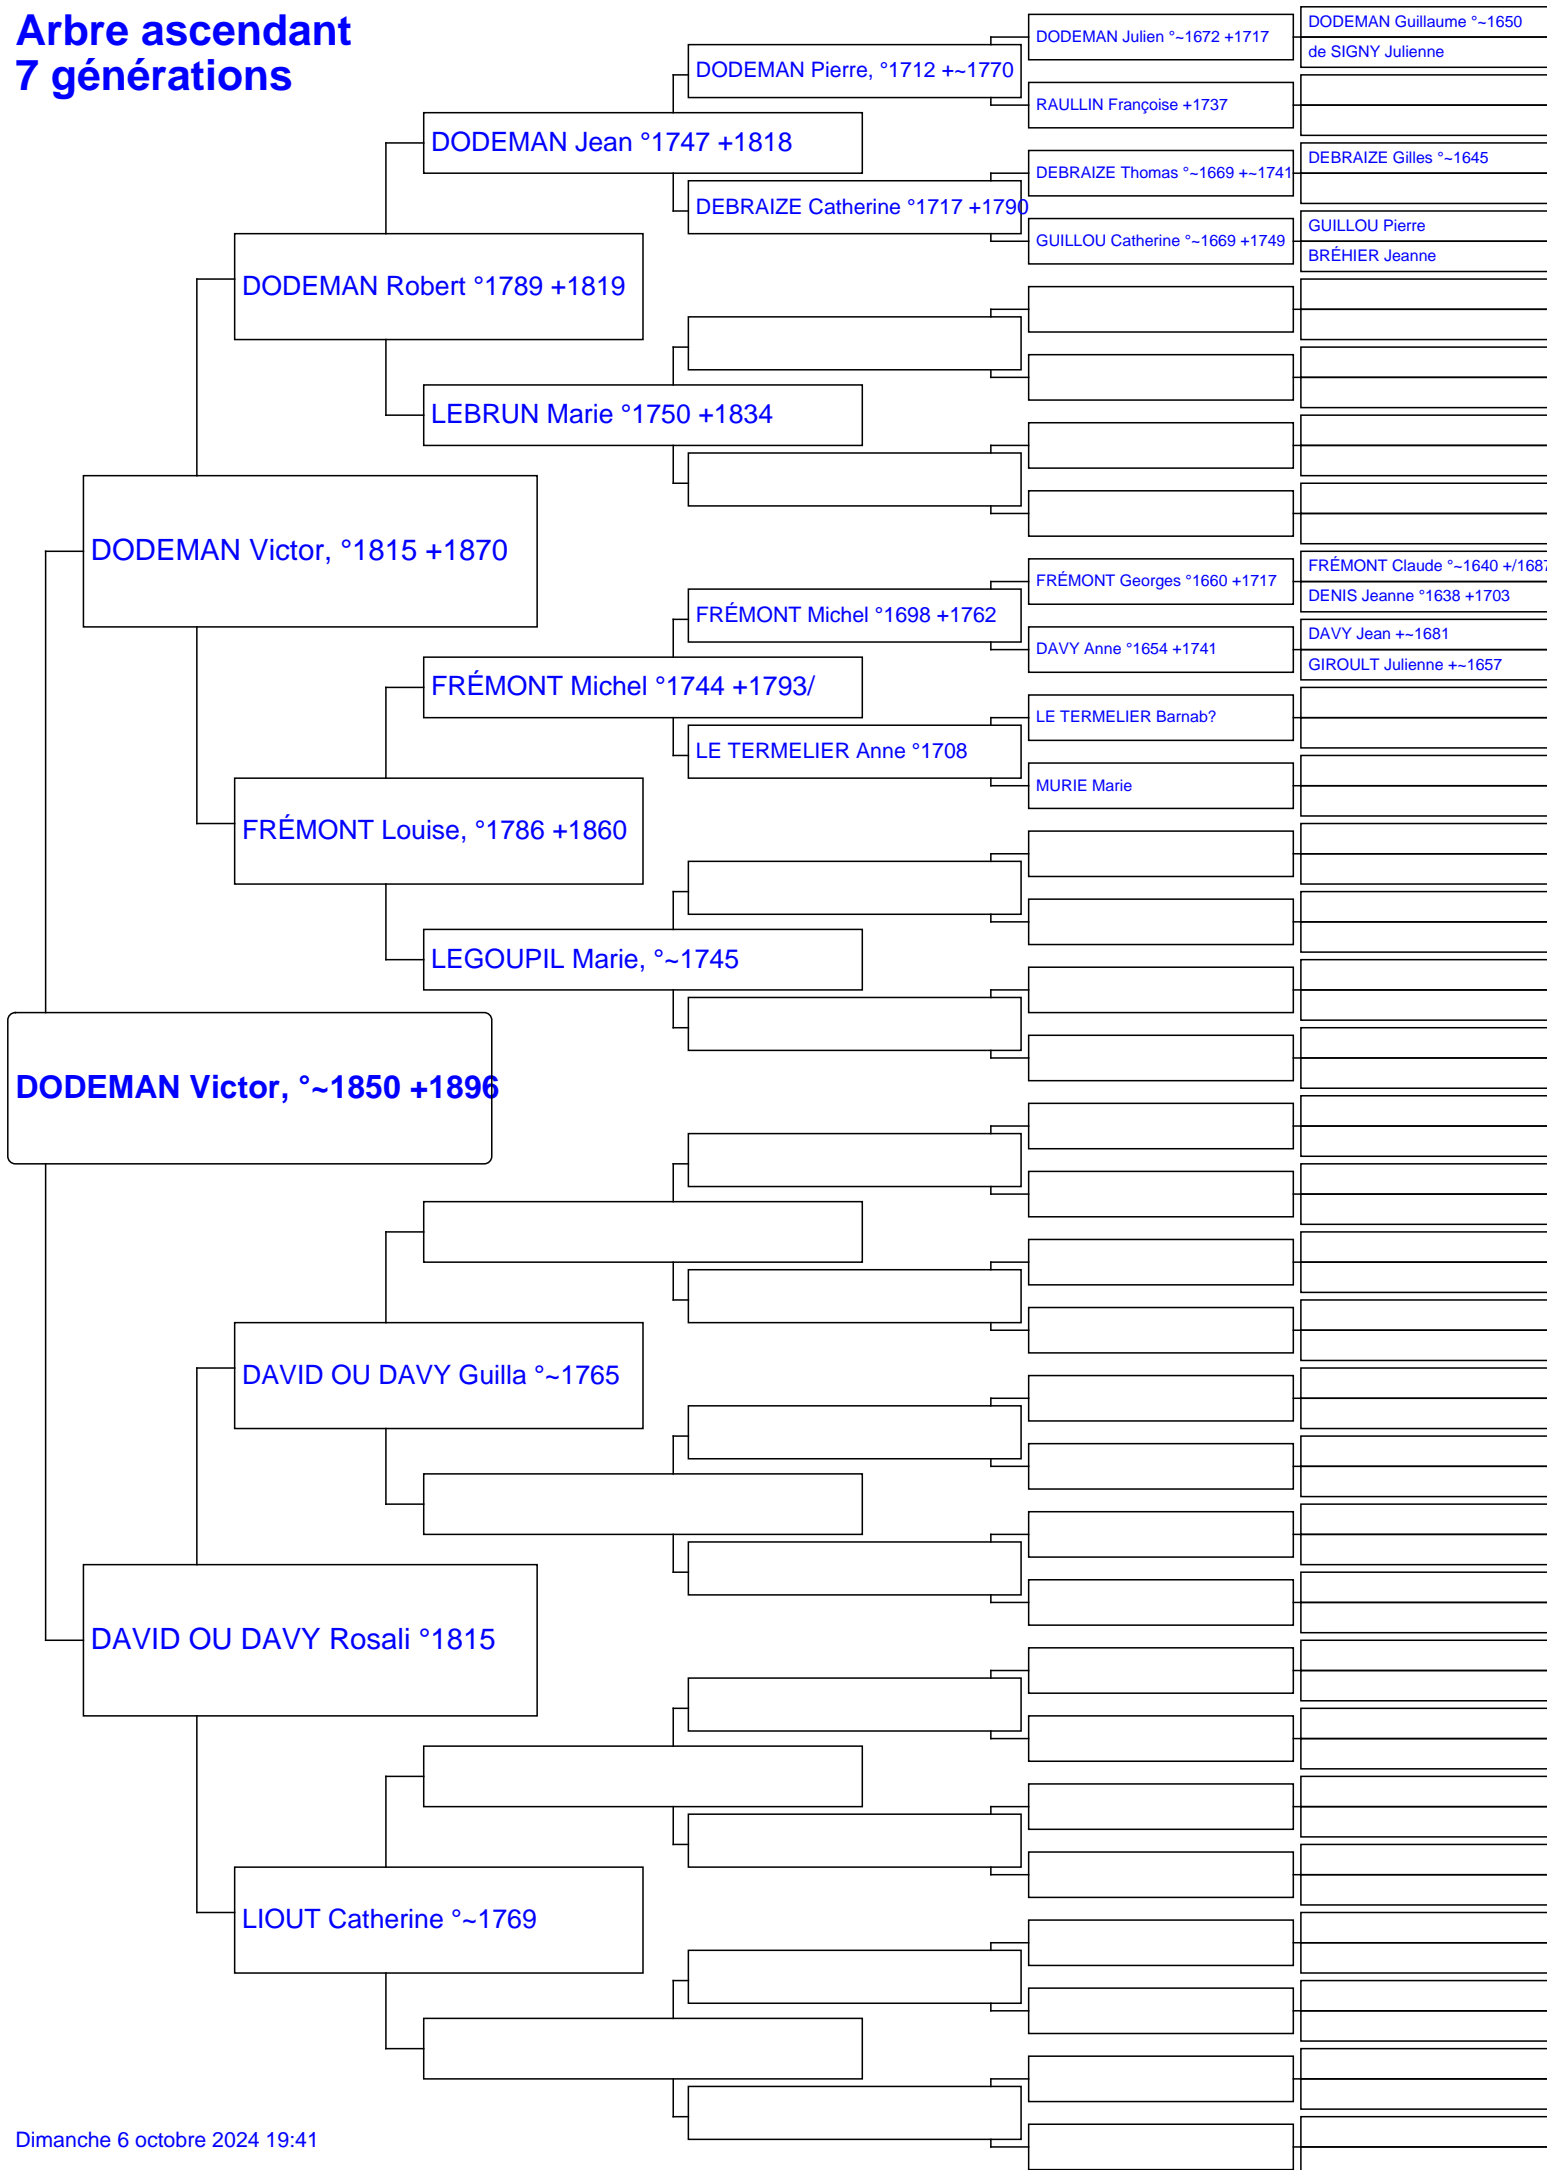 Arbre ascendant
7 générations
DODEMAN Guillaume °~1650
DODEMAN Julien °~1672 +1717
de SIGNY Julienne
DODEMAN Pierre, °1712 +~1770
RAULLIN Françoise +1737
DODEMAN Jean °1747 +1818
DEBRAIZE Gilles °~1645
DEBRAIZE Thomas °~1669 +~1741
DEBRAIZE Catherine °1717 +1790
GUILLOU Pierre
GUILLOU Catherine °~1669 +1749
BRÉHIER Jeanne
DODEMAN Robert °1789 +1819
LEBRUN Marie °1750 +1834
DODEMAN Victor, °1815 +1870
FRÉMONT Claude °~1640 +/1687
FRÉMONT Georges °1660 +1717
DENIS Jeanne °1638 +1703
FRÉMONT Michel °1698 +1762
DAVY Jean +~1681
DAVY Anne °1654 +1741
GIROULT Julienne +~1657
FRÉMONT Michel °1744 +1793/
LE TERMELIER Barnab?
LE TERMELIER Anne °1708
MURIE Marie
FRÉMONT Louise, °1786 +1860
LEGOUPIL Marie, °~1745
DODEMAN Victor, °~1850 +1896
DAVID OU DAVY Guilla °~1765
DAVID OU DAVY Rosali °1815
LIOUT Catherine °~1769
Dimanche 6 octobre 2024 19:41